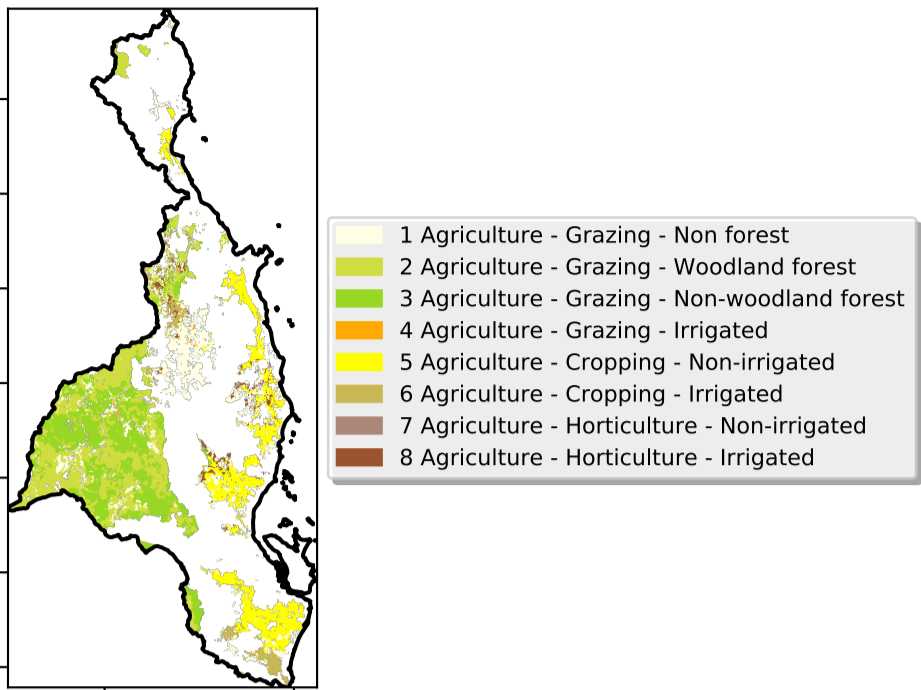 1 Agriculture - Grazing - Non forest
2 Agriculture - Grazing - Woodland forest
3 Agriculture - Grazing - Non-woodland forest
4 Agriculture - Grazing - Irrigated
5 Agriculture - Cropping - Non-irrigated
6 Agriculture - Cropping - Irrigated
7 Agriculture - Horticulture - Non-irrigated
8 Agriculture - Horticulture - Irrigated